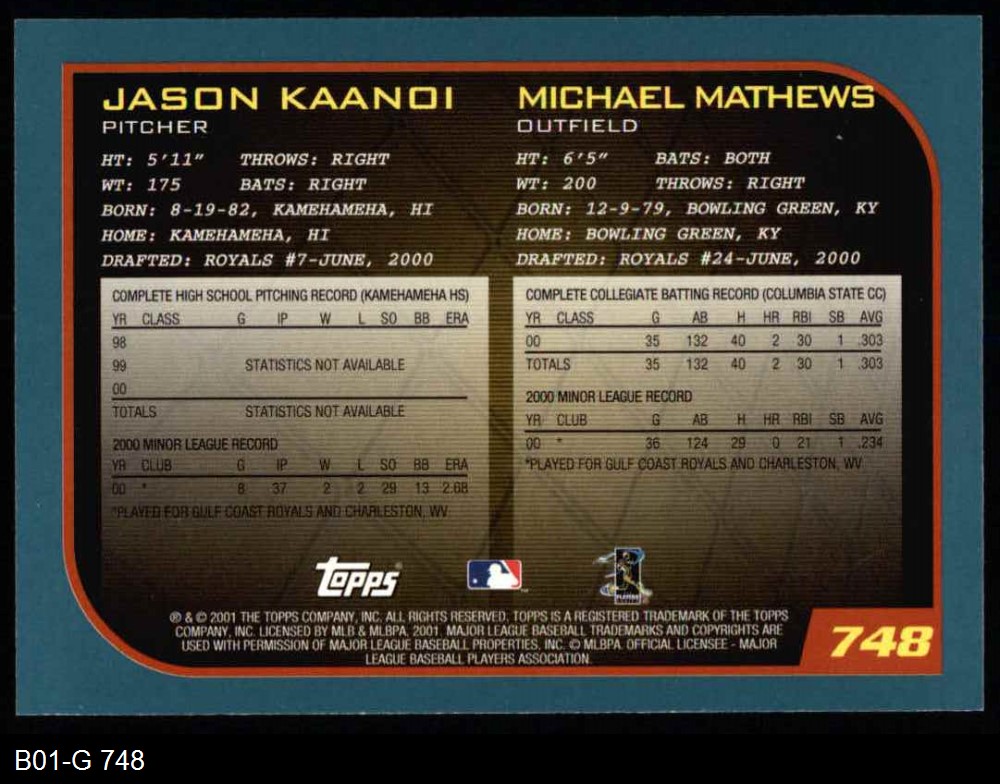 JASON KAANOI
PITCHER
HT: 5'11" THROWS: RIGHT
WT: 175 BATS: RIGHT
BORN: 8-19-82, KAMEHAMEHA, HI
HOME: KAMEHAMEHA, HI
DRAFTED: ROYALS #7-JUNE, 2000
COMPLETE HIGH SCHOOL PITCHING RECORD (KAMEHAMEHA HS)
YR CLASS G IP W L SO BB ERA
98
99 STATISTICS NOT AVAILABLE
00
TOTALS STATISTICS NOT AVAILABLE
2000 MINOR LEAGUE RECORD
YR CLUB G IP W L SO BB ERA
00 * 8 37 2 2 29 13 2.68
*PLAYED FOR GULF COAST ROYALS AND CHARLESTON, WV
MICHAEL MATHEWS
OUTFIELD
HT: 6'5" BATS: BOTH
WT: 200 THROWS: RIGHT
BORN: 12-9-79, BOWLING GREEN, KY
HOME: BOWLING GREEN, KY
DRAFTED: ROYALS #24-JUNE, 2000
COMPLETE COLLEGIATE BATTING RECORD (COLUMBIA STATE CC)
YR CLASS G AB H HR RBI SB AVG
00 35 132 40 2 30 1 .303
TOTALS 35 132 40 2 30 1 .303
2000 MINOR LEAGUE RECORD
YR CLUB G AB H HR RBI SB AVG
00 * 36 124 29 0 21 1 .234
*PLAYED FOR GULF COAST ROYALS AND CHARLESTON, WV
Topps
® & © 2001 THE TOPPS COMPANY, INC. ALL RIGHTS RESERVED. TOPPS IS A REGISTERED TRADEMARK OF THE TOPPS
COMPANY, INC. LICENSED BY MLB & MLBPA, 2001. MAJOR LEAGUE BASEBALL TRADEMARKS AND COPYRIGHTS ARE
USED WITH PERMISSION OF MAJOR LEAGUE BASEBALL PROPERTIES, INC. © MLBPA OFFICIAL LICENSEE - MAJOR
LEAGUE BASEBALL PLAYERS ASSOCIATION.
748
B01-G 748